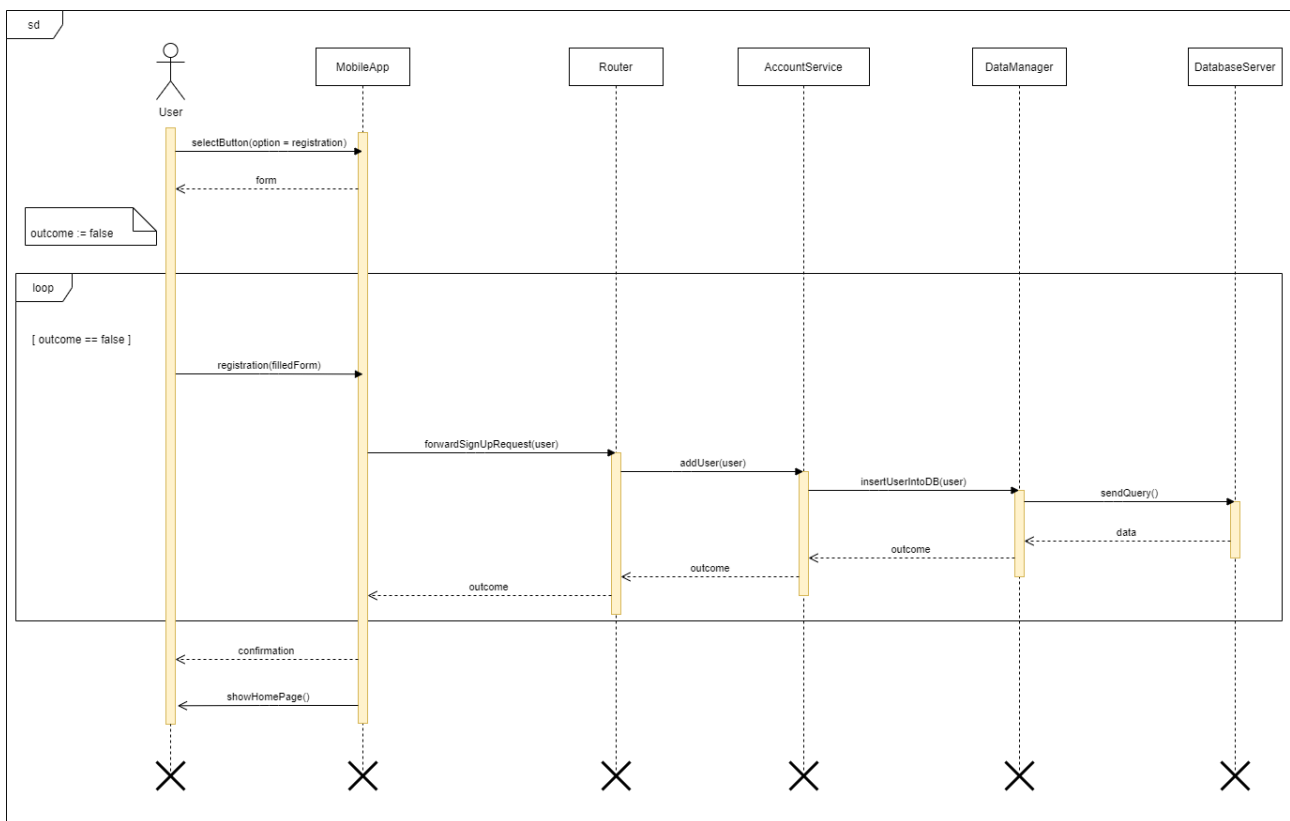 sd
MobileApp
Router
AccountService
DataManager
DatabaseServer
User
selectButton(option = registration)
form
outcome := false
loop
[ outcome == false ]
registration(filledForm)
forwardSignUpRequest(user)
addUser(user)
insertUserIntoDB(user)
sendQuery()
data
outcome
outcome
outcome
confirmation
showHomePage()